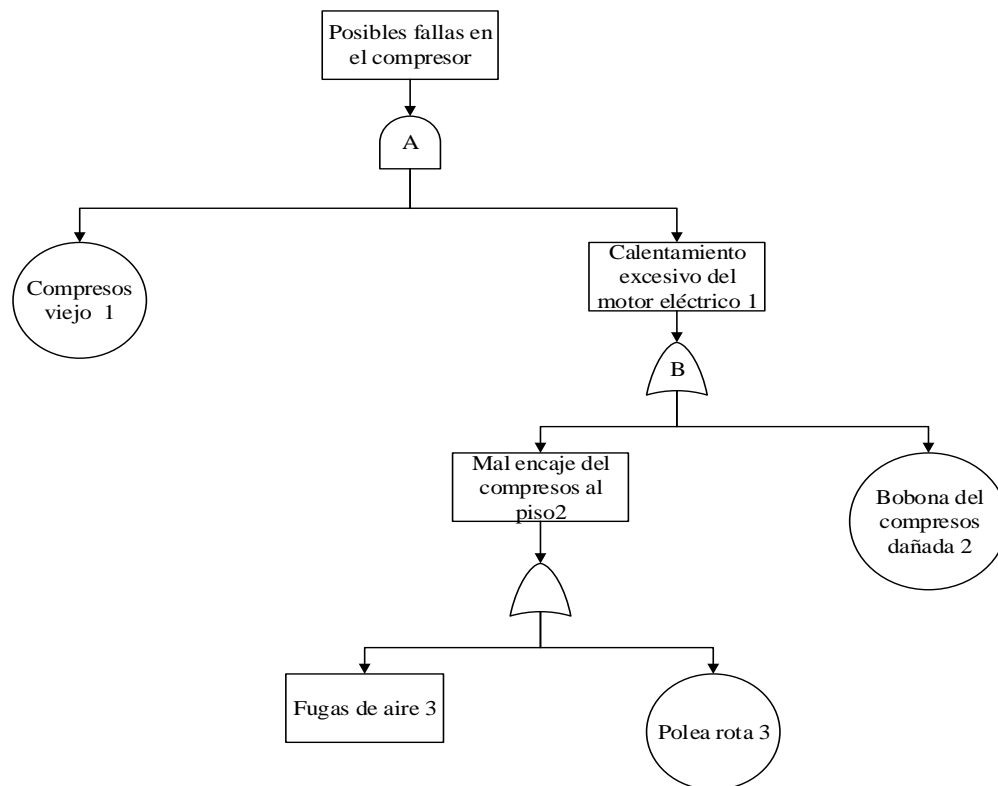 Posibles fallas en
el compresor
A
Compresos
viejo 1
Calentamiento
excesivo del
motor eléctrico 1
B
Mal encaje del
compresos al
piso2
Bobona del
compresos
dañada 2
Fugas de aire 3
Polea rota 3